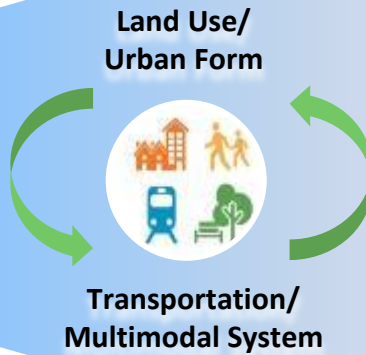 Land Use/
Urban Form
Transportation/
Multimodal System